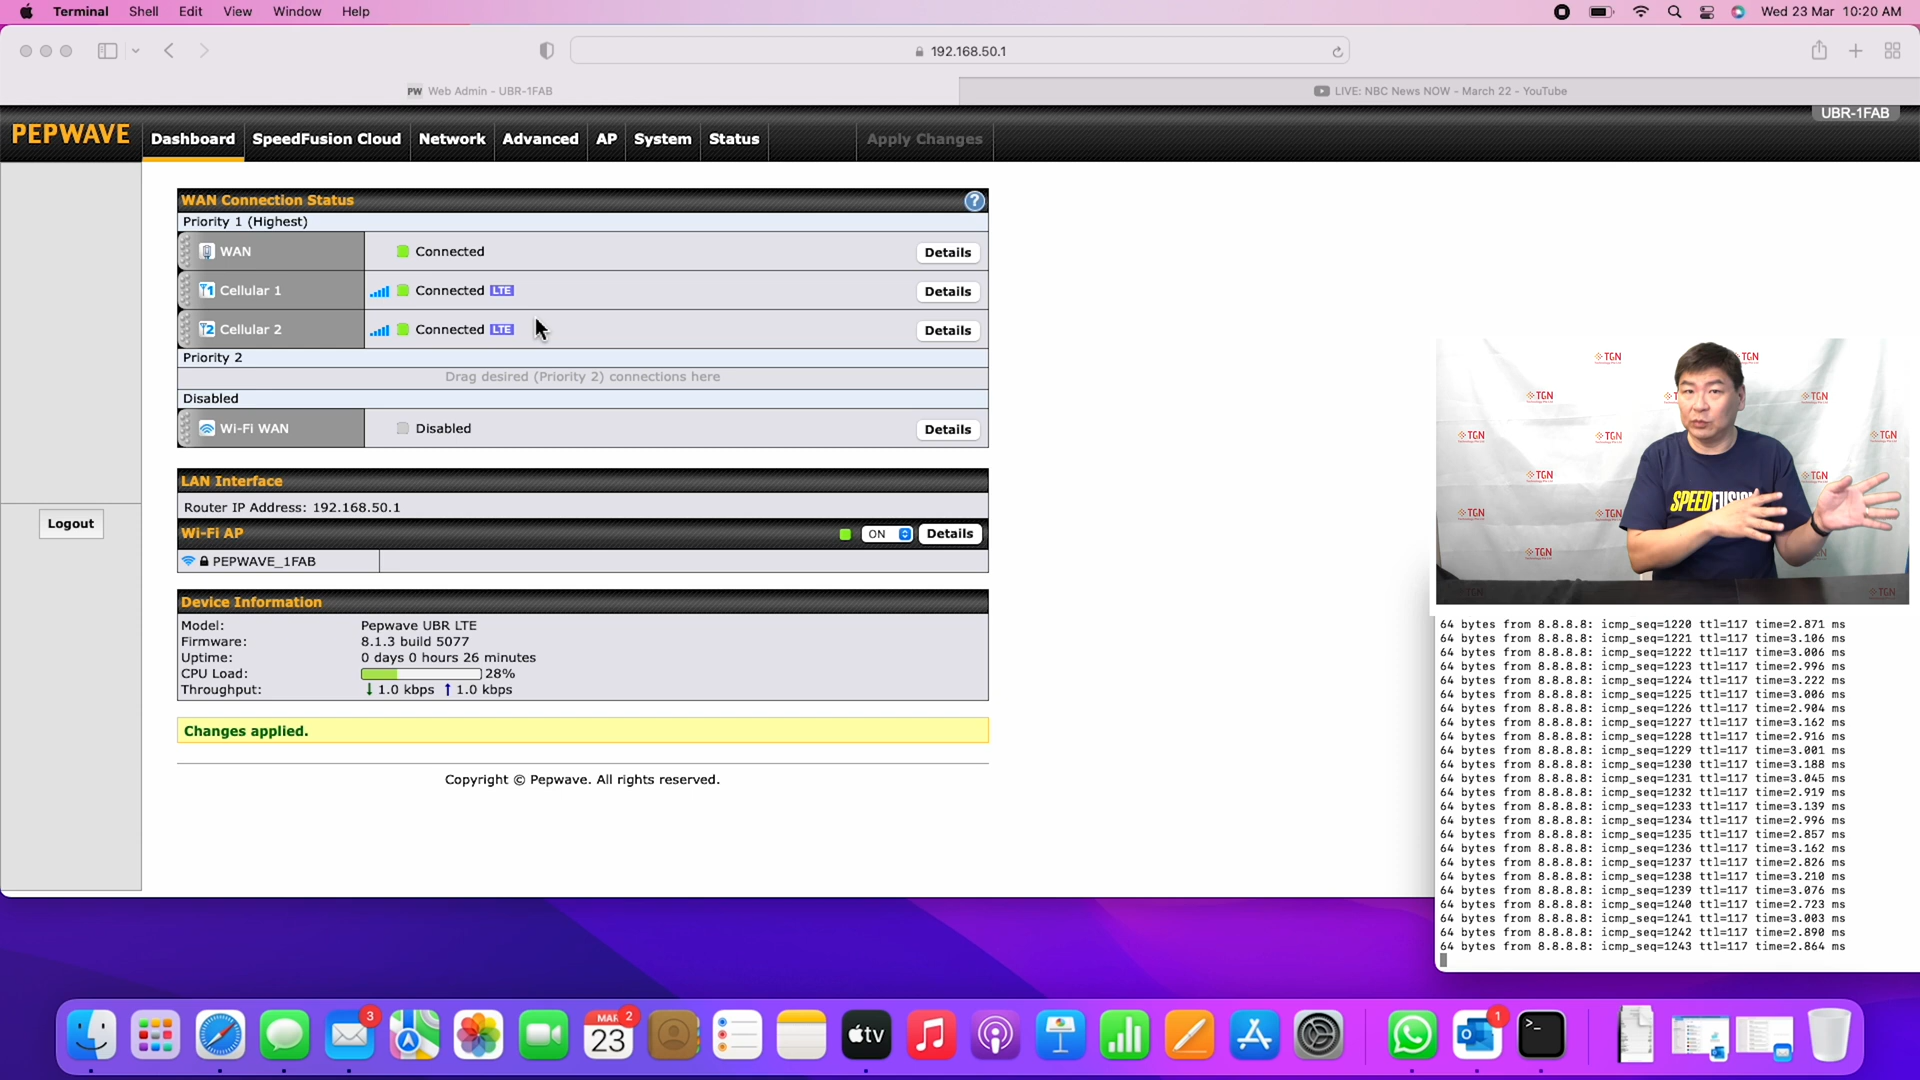 Terminal Shell Edit View Window Help
Wed 23 Mar 10:20 AM
192.168.50.1
PW Web Admin - UBR-1FAB
LIVE: NBC News NOW - March 22 - YouTube
UBR-1FAB
PEPWAVE Dashboard SpeedFusion Cloud Network Advanced AP System Status Apply Changes
WAN Connection Status ?
Priority 1 (Highest)
WAN Connected Details
1 Cellular 1 Connected LTE Details
2 Cellular 2 Connected LTE Details
Priority 2
Drag desired (Priority 2) connections here
Disabled
Wi-Fi WAN Disabled Details
LAN Interface
Router IP Address: 192.168.50.1
Logout
Wi-Fi AP ON Details
PEPWAVE_1FAB
Device Information
Model: Pepwave UBR LTE
Firmware: 8.1.3 build 5077
Uptime: 0 days 0 hours 26 minutes
CPU Load: 28%
Throughput: 1.0 kbps 1.0 kbps
Changes applied.
Copyright © Pepwave. All rights reserved.
TGN
TGN
TGN
TGN
TGN
TGN
TGN
TGN
TGN
TGN
TGN
TGN
SPEEDFUSION
64 bytes from 8.8.8.8: icmp_seq=1220 ttl=117 time=2.871 ms
64 bytes from 8.8.8.8: icmp_seq=1221 ttl=117 time=3.106 ms
64 bytes from 8.8.8.8: icmp_seq=1222 ttl=117 time=3.006 ms
64 bytes from 8.8.8.8: icmp_seq=1223 ttl=117 time=2.996 ms
64 bytes from 8.8.8.8: icmp_seq=1224 ttl=117 time=3.222 ms
64 bytes from 8.8.8.8: icmp_seq=1225 ttl=117 time=3.006 ms
64 bytes from 8.8.8.8: icmp_seq=1226 ttl=117 time=2.904 ms
64 bytes from 8.8.8.8: icmp_seq=1227 ttl=117 time=3.162 ms
64 bytes from 8.8.8.8: icmp_seq=1228 ttl=117 time=2.916 ms
64 bytes from 8.8.8.8: icmp_seq=1229 ttl=117 time=3.001 ms
64 bytes from 8.8.8.8: icmp_seq=1230 ttl=117 time=3.188 ms
64 bytes from 8.8.8.8: icmp_seq=1231 ttl=117 time=3.045 ms
64 bytes from 8.8.8.8: icmp_seq=1232 ttl=117 time=2.919 ms
64 bytes from 8.8.8.8: icmp_seq=1233 ttl=117 time=3.139 ms
64 bytes from 8.8.8.8: icmp_seq=1234 ttl=117 time=2.996 ms
64 bytes from 8.8.8.8: icmp_seq=1235 ttl=117 time=2.857 ms
64 bytes from 8.8.8.8: icmp_seq=1236 ttl=117 time=3.162 ms
64 bytes from 8.8.8.8: icmp_seq=1237 ttl=117 time=2.826 ms
64 bytes from 8.8.8.8: icmp_seq=1238 ttl=117 time=3.210 ms
64 bytes from 8.8.8.8: icmp_seq=1239 ttl=117 time=3.076 ms
64 bytes from 8.8.8.8: icmp_seq=1240 ttl=117 time=2.723 ms
64 bytes from 8.8.8.8: icmp_seq=1241 ttl=117 time=3.003 ms
64 bytes from 8.8.8.8: icmp_seq=1242 ttl=117 time=2.890 ms
64 bytes from 8.8.8.8: icmp_seq=1243 ttl=117 time=2.864 ms
3
MAR 2
23
tv
1